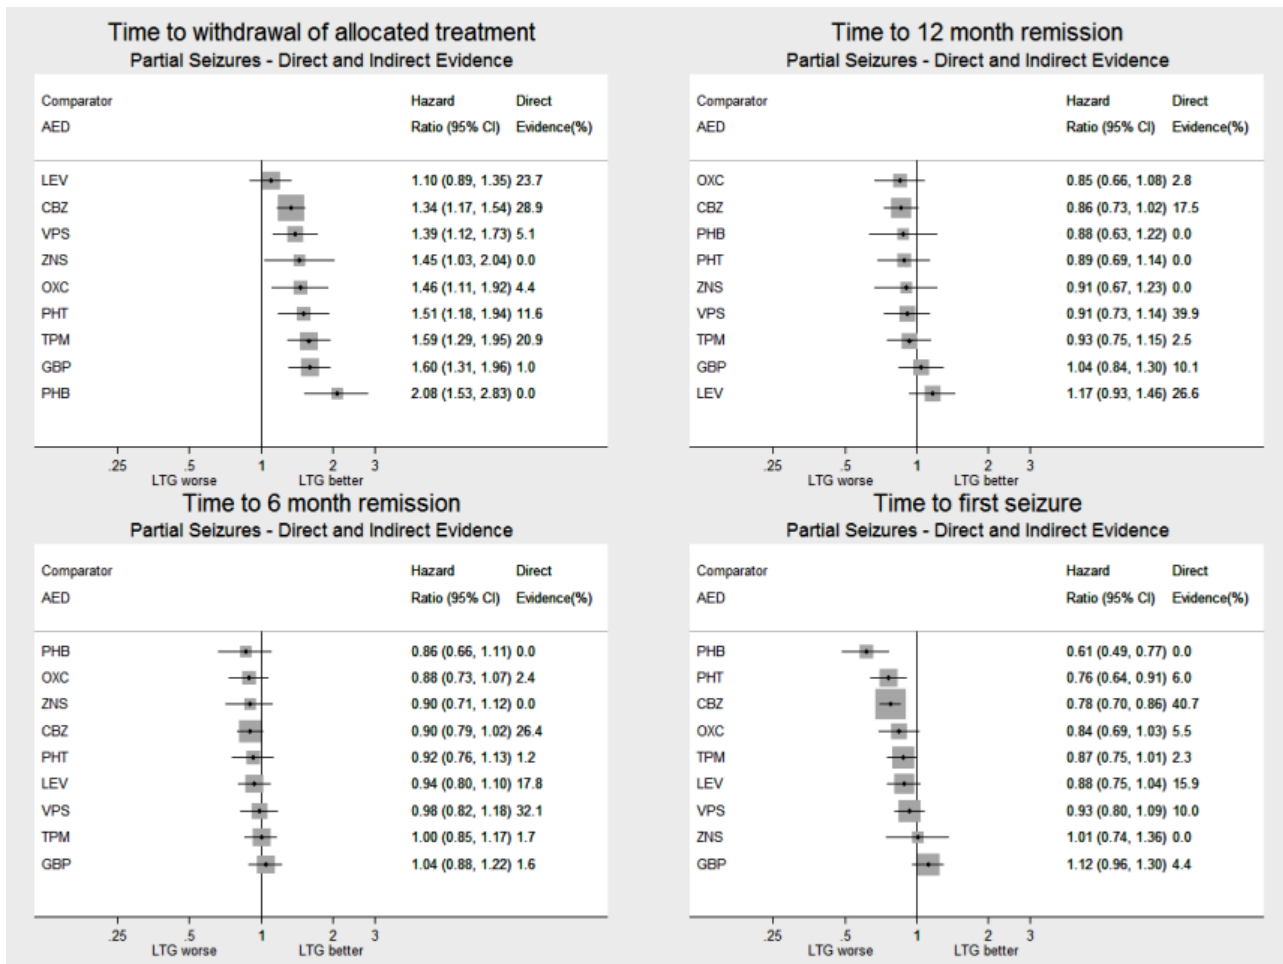 Time to withdrawal of allocated treatment
Partial Seizures - Direct and Indirect Evidence
Comparator Hazard Direct
AED Ratio (95% CI) Evidence(%)
LEV 1.10 (0.89, 1.35) 23.7
CBZ 1.34 (1.17, 1.54) 28.9
VPS 1.39 (1.12, 1.73) 5.1
ZNS 1.45 (1.03, 2.04) 0.0
OXC 1.46 (1.11, 1.92) 4.4
PHT 1.51 (1.18, 1.94) 11.6
TPM 1.59 (1.29, 1.95) 20.9
GBP 1.60 (1.31, 1.96) 1.0
PHB 2.08 (1.53, 2.83) 0.0
.25 .5 1 2 3
LTG worse LTG better
Time to 12 month remission
Partial Seizures - Direct and Indirect Evidence
Comparator Hazard Direct
AED Ratio (95% CI) Evidence(%)
OXC 0.85 (0.66, 1.08) 2.8
CBZ 0.86 (0.73, 1.02) 17.5
PHB 0.88 (0.63, 1.22) 0.0
PHT 0.89 (0.69, 1.14) 0.0
ZNS 0.91 (0.67, 1.23) 0.0
VPS 0.91 (0.73, 1.14) 39.9
TPM 0.93 (0.75, 1.15) 2.5
GBP 1.04 (0.84, 1.30) 10.1
LEV 1.17 (0.93, 1.46) 26.6
.25 .5 1 2 3
LTG worse LTG better
Time to 6 month remission
Partial Seizures - Direct and Indirect Evidence
Comparator Hazard Direct
AED Ratio (95% CI) Evidence(%)
PHB 0.86 (0.66, 1.11) 0.0
OXC 0.88 (0.73, 1.07) 2.4
ZNS 0.90 (0.71, 1.12) 0.0
CBZ 0.90 (0.79, 1.02) 26.4
PHT 0.92 (0.76, 1.13) 1.2
LEV 0.94 (0.80, 1.10) 17.8
VPS 0.98 (0.82, 1.18) 32.1
TPM 1.00 (0.85, 1.17) 1.7
GBP 1.04 (0.88, 1.22) 1.6
.25 .5 1 2 3
LTG worse LTG better
Time to first seizure
Partial Seizures - Direct and Indirect Evidence
Comparator Hazard Direct
AED Ratio (95% CI) Evidence(%)
PHB 0.61 (0.49, 0.77) 0.0
PHT 0.76 (0.64, 0.91) 6.0
CBZ 0.78 (0.70, 0.86) 40.7
OXC 0.84 (0.69, 1.03) 5.5
TPM 0.87 (0.75, 1.01) 2.3
LEV 0.88 (0.75, 1.04) 15.9
VPS 0.93 (0.80, 1.09) 10.0
ZNS 1.01 (0.74, 1.36) 0.0
GBP 1.12 (0.96, 1.30) 4.4
.25 .5 1 2 3
LTG worse LTG better